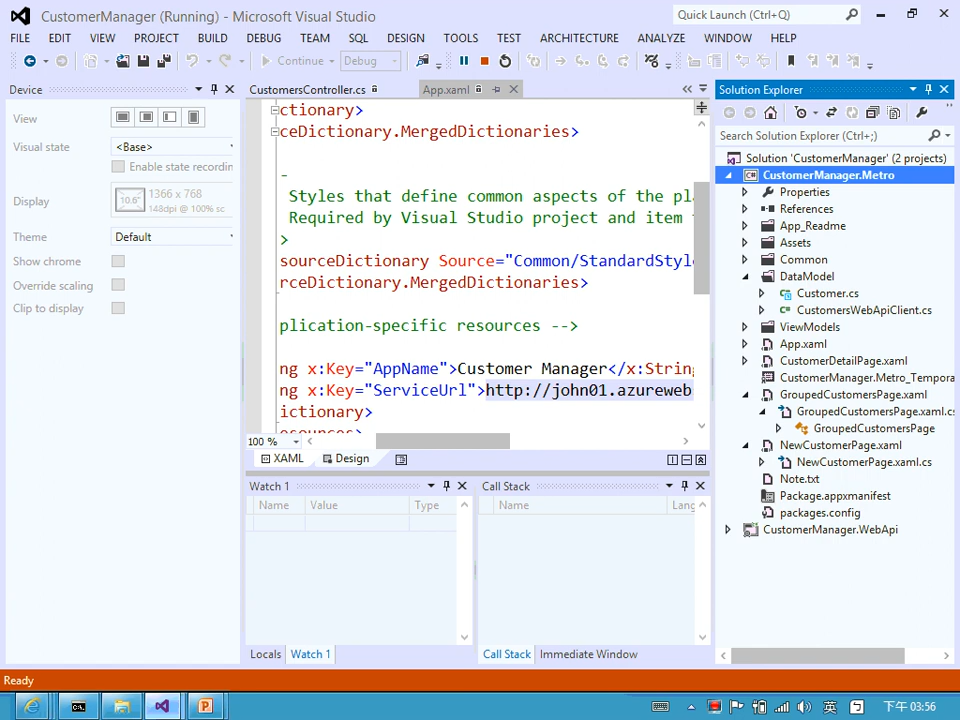 CustomerManager (Running) - Microsoft Visual Studio
Quick Launch (Ctrl+Q)
FILE EDIT VIEW PROJECT BUILD DEBUG TEAM SQL DESIGN TOOLS TEST ARCHITECTURE ANALYZE WINDOW HELP
Continue
Debug
Device
View
Visual state
<Base>
Enable state recordin
Display
10.6"
1366 x 768
148dpi @ 100% sc
Theme
Default
Show chrome
Override scaling
Clip to display
CustomersController.cs
App.xaml
ctionary>
ceDictionary.MergedDictionaries>
-
Styles that define common aspects of the pla
Required by Visual Studio project and item
>
sourceDictionary Source="Common/StandardStyle
rceDictionary.MergedDictionaries>
plication-specific resources -->
ng x:Key="AppName">Customer Manager</x:String
ng x:Key="ServiceUrl">http://john01.azureweb
ictionary>
esources>
100 %
XAML
Design
Watch 1
Name Value Type
Locals Watch 1
Call Stack
Name Lang
Call Stack Immediate Window
Solution Explorer
Search Solution Explorer (Ctrl+;)
Solution 'CustomerManager' (2 projects)
CustomerManager.Metro
Properties
References
App_Readme
Assets
Common
DataModel
Customer.cs
CustomersWebApiClient.cs
ViewModels
App.xaml
CustomerDetailPage.xaml
CustomerManager.Metro_Tempora
GroupedCustomersPage.xaml
GroupedCustomersPage.xaml.cs
GroupedCustomersPage
NewCustomerPage.xaml
NewCustomerPage.xaml.cs
Note.txt
Package.appxmanifest
packages.config
CustomerManager.WebApi
Ready
英
下午 03:56